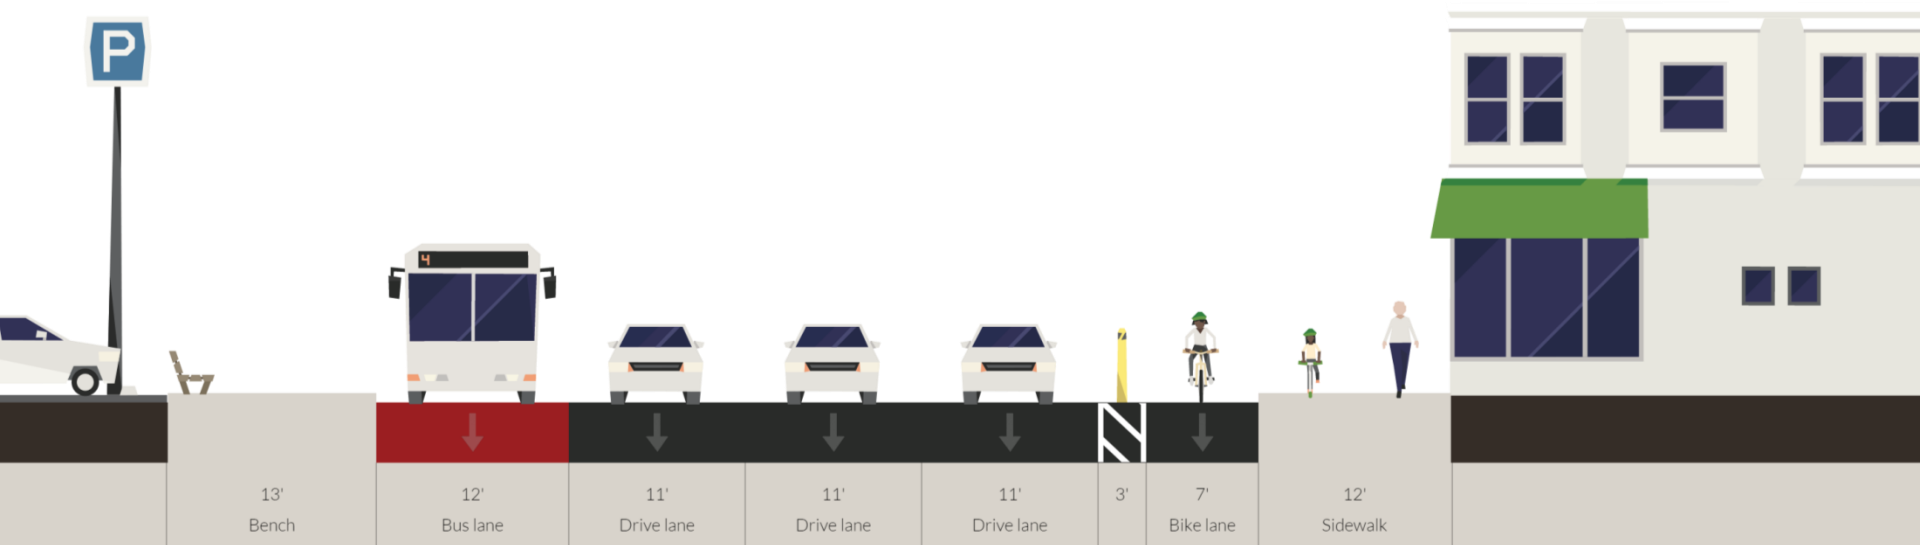 P
4
13' 12' 11' 11' 11' 3' 7' 12'
Bench Bus lane Drive lane Drive lane Drive lane Bike lane Sidewalk